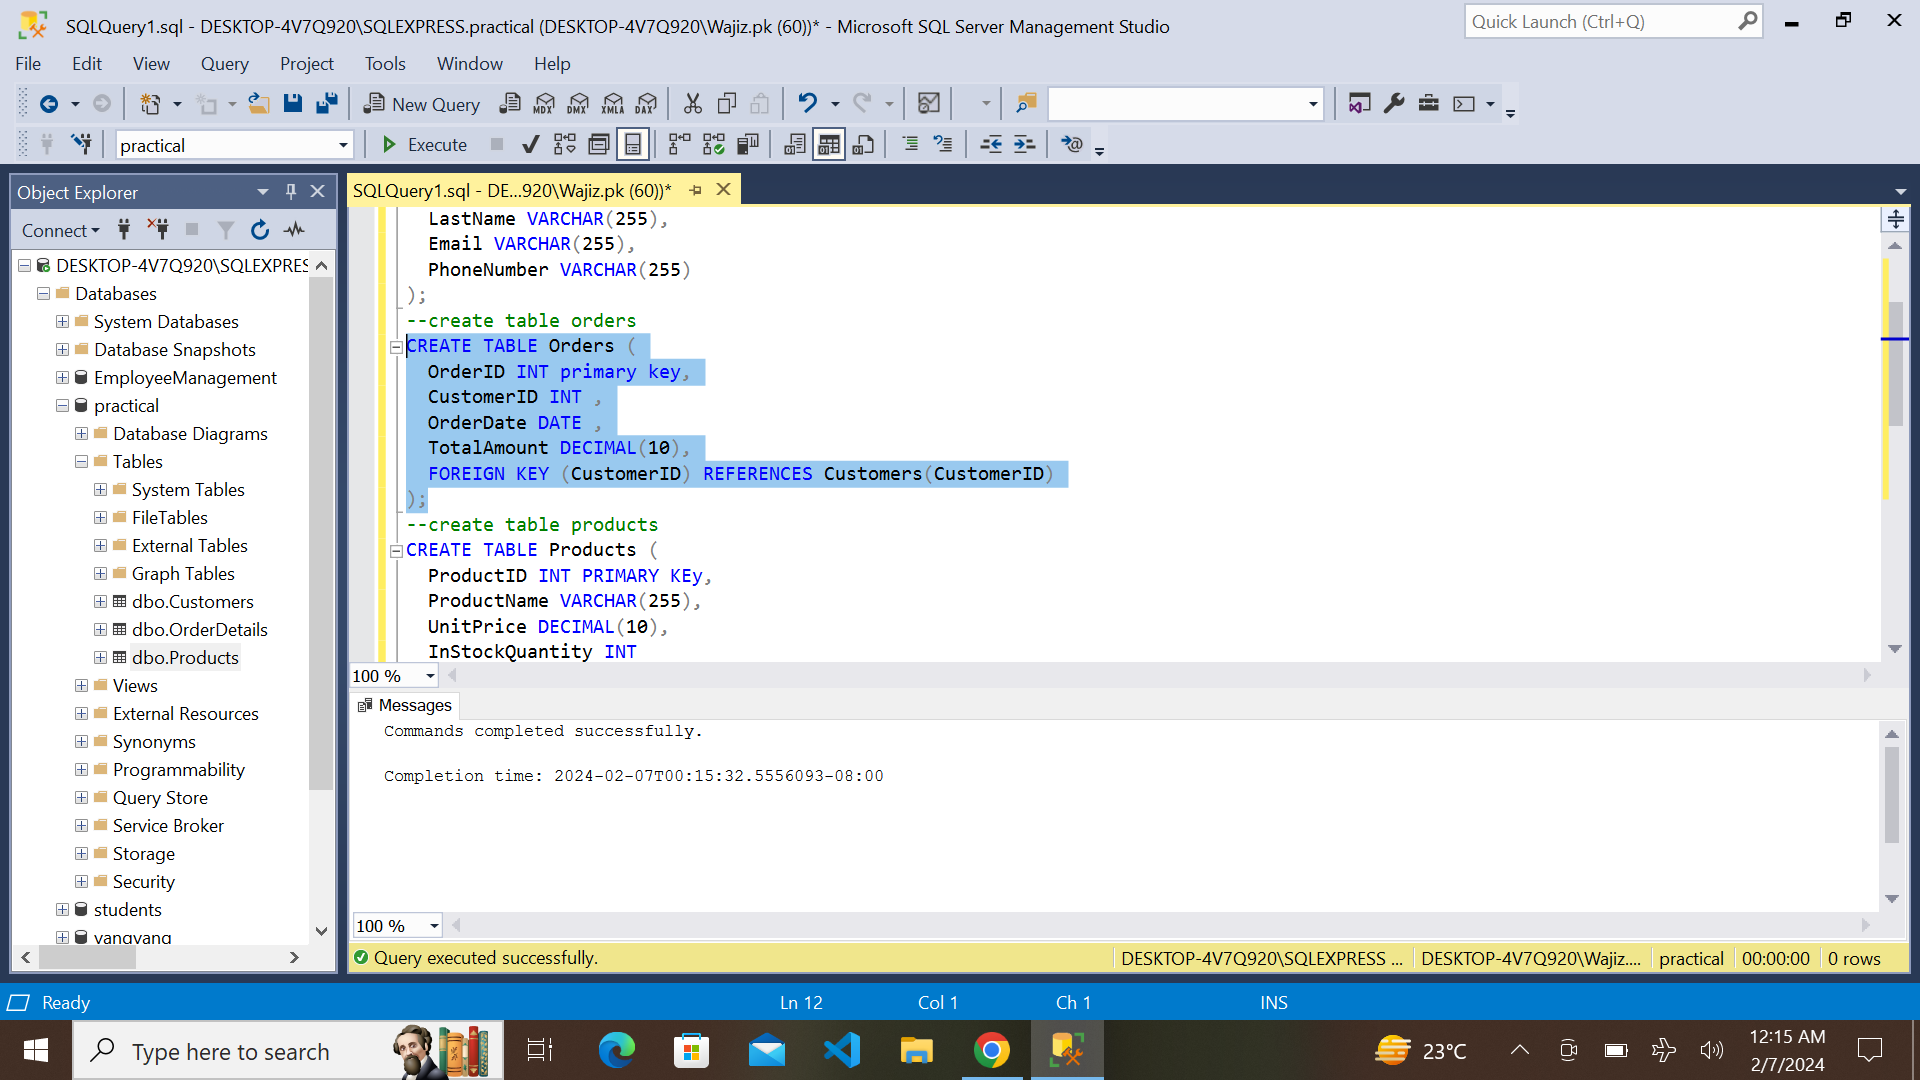 SQLQuery1.sql - DESKTOP-4V7Q920\SQLEXPRESS.practical (DESKTOP-4V7Q920\Wajiz.pk (60))* - Microsoft SQL Server Management Studio
Quick Launch (Ctrl+Q)
File Edit View Query Project Tools Window Help
New Query MDX DMX XMLA DAX
practical Execute
Object Explorer
Connect
DESKTOP-4V7Q920\SQLEXPRES
Databases
System Databases
Database Snapshots
EmployeeManagement
practical
Database Diagrams
Tables
System Tables
FileTables
External Tables
Graph Tables
dbo.Customers
dbo.OrderDetails
dbo.Products
Views
External Resources
Synonyms
Programmability
Query Store
Service Broker
Storage
Security
students
yangyang
SQLQuery1.sql - DE...920\Wajiz.pk (60))*
LastName VARCHAR(255),
Email VARCHAR(255),
PhoneNumber VARCHAR(255)
);
--create table orders
CREATE TABLE Orders (
OrderID INT primary key,
CustomerID INT ,
OrderDate DATE ,
TotalAmount DECIMAL(10),
FOREIGN KEY (CustomerID) REFERENCES Customers(CustomerID)
);
--create table products
CREATE TABLE Products (
ProductID INT PRIMARY KEy,
ProductName VARCHAR(255),
UnitPrice DECIMAL(10),
InStockQuantity INT
100 %
Messages
Commands completed successfully.
Completion time: 2024-02-07T00:15:32.5556093-08:00
100 %
Query executed successfully. DESKTOP-4V7Q920\SQLEXPRESS ... DESKTOP-4V7Q920\Wajiz.... practical 00:00:00 0 rows
Ready Ln 12 Col 1 Ch 1 INS
Type here to search
23°C
12:15 AM
2/7/2024